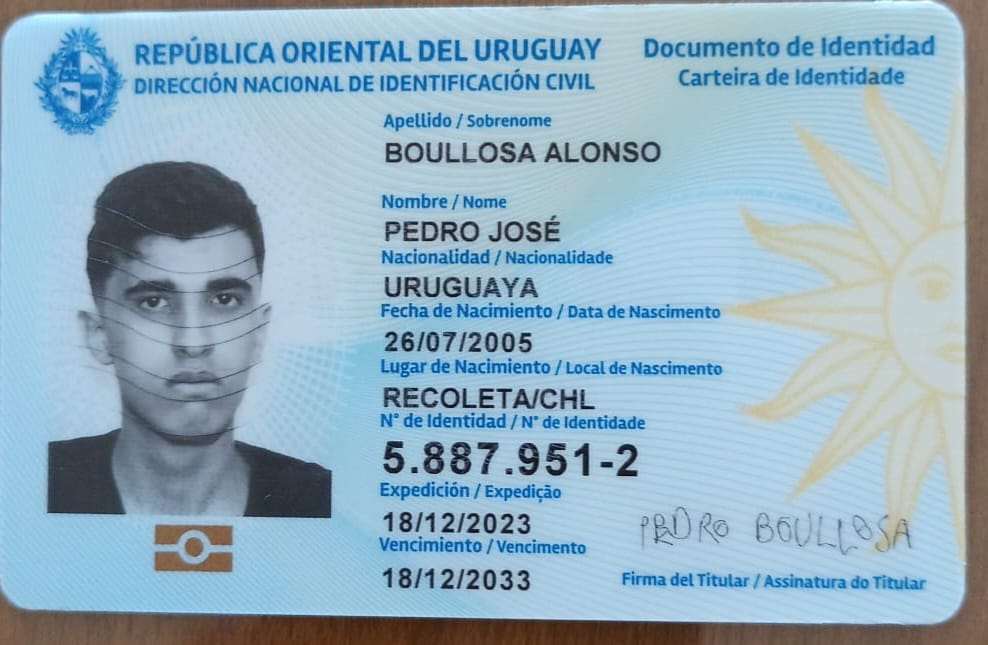 REPÚBLICA ORIENTAL DEL URUGUAY
DIRECCIÓN NACIONAL DE IDENTIFICACIÓN CIVIL
Documento de Identidad
Carteira de Identidade
Apellido / Sobrenome
BOULLOSA ALONSO
Nombre / Nome
PEDRO JOSÉ
Nacionalidad / Nacionalidade
URUGUAYA
Fecha de Nacimiento / Data de Nascimento
26/07/2005
Lugar de Nacimiento / Local de Nascimento
RECOLETA/CHL
N° de Identidad / N° de Identidade
5.887.951-2
Expedición / Expedição
18/12/2023
Vencimiento / Vencimento
18/12/2033
PEDRO BOULLOSA
Firma del Titular / Assinatura do Titular